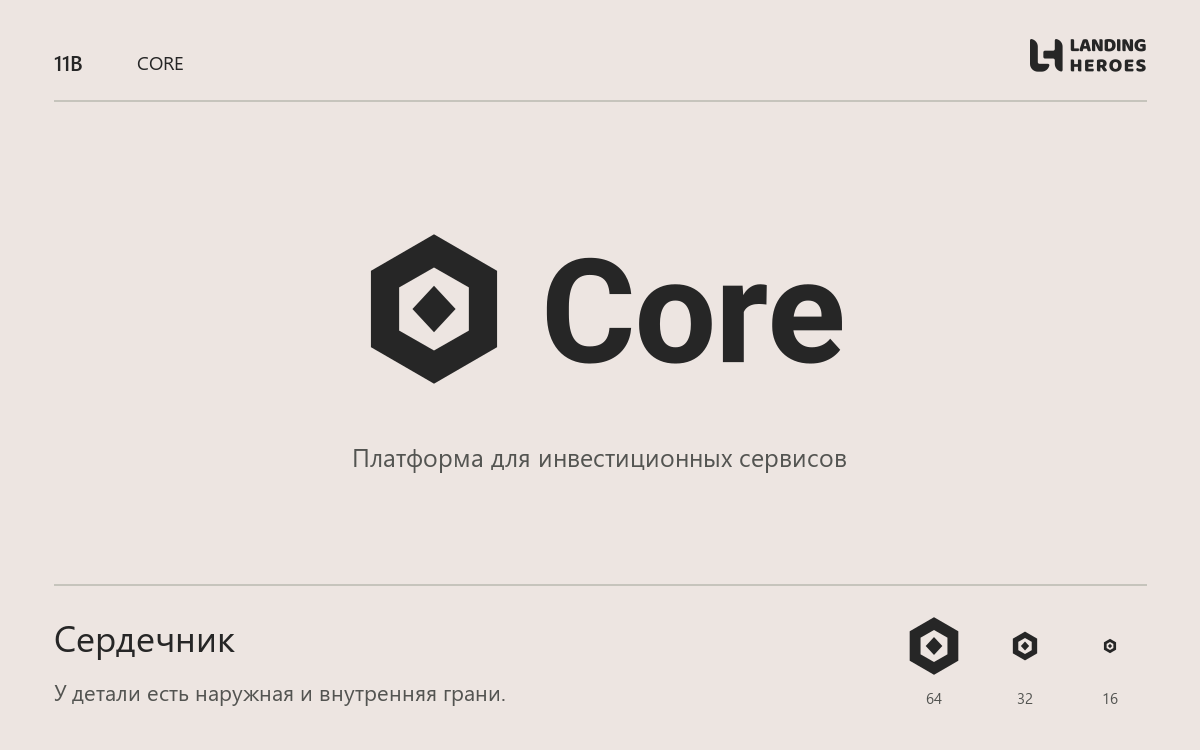 11B CORE
LANDING
HEROES
Core
Платформа для инвестиционных сервисов
Сердечник
У детали есть наружная и внутренняя грани.
64 32 16